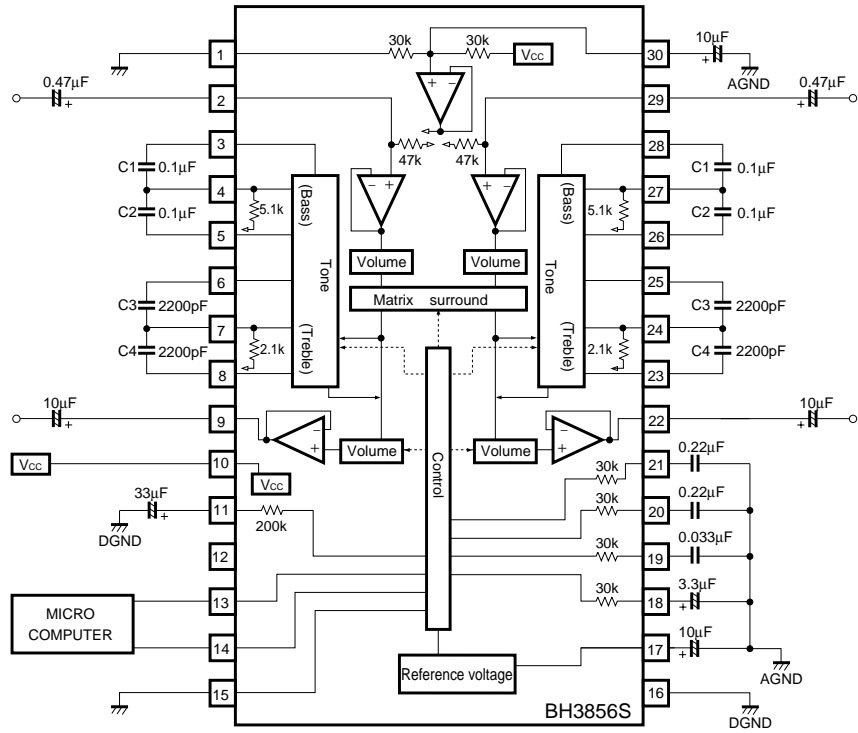 30k 30k Vcc
10μF +
1 30
AGND
0.47μF + 2
29 0.47μF +
+ −
47k 47k
3 28
C1 0.1μF
C1 0.1μF
4 27
(Bass) 5.1k
− +
− +
(Bass) 5.1k
C2 0.1μF
C2 0.1μF
5 26
Tone
Volume Volume
Tone
6 25
Matrix surround
C3 2200pF
C3 2200pF
7 24
(Treble) 2.1k
(Treble) 2.1k
C4 2200pF
C4 2200pF
8 23
10μF + 9
22 10μF +
− +
− +
Volume Volume
Control
Vcc 10
Vcc
30k 21 0.22μF
33μF + 11
DGND
200k
30k 20 0.22μF
12
30k 19 0.033μF
MICRO
COMPUTER
13
30k 18 3.3μF +
14
17 10μF +
Reference voltage
AGND
15 16
DGND
BH3856S